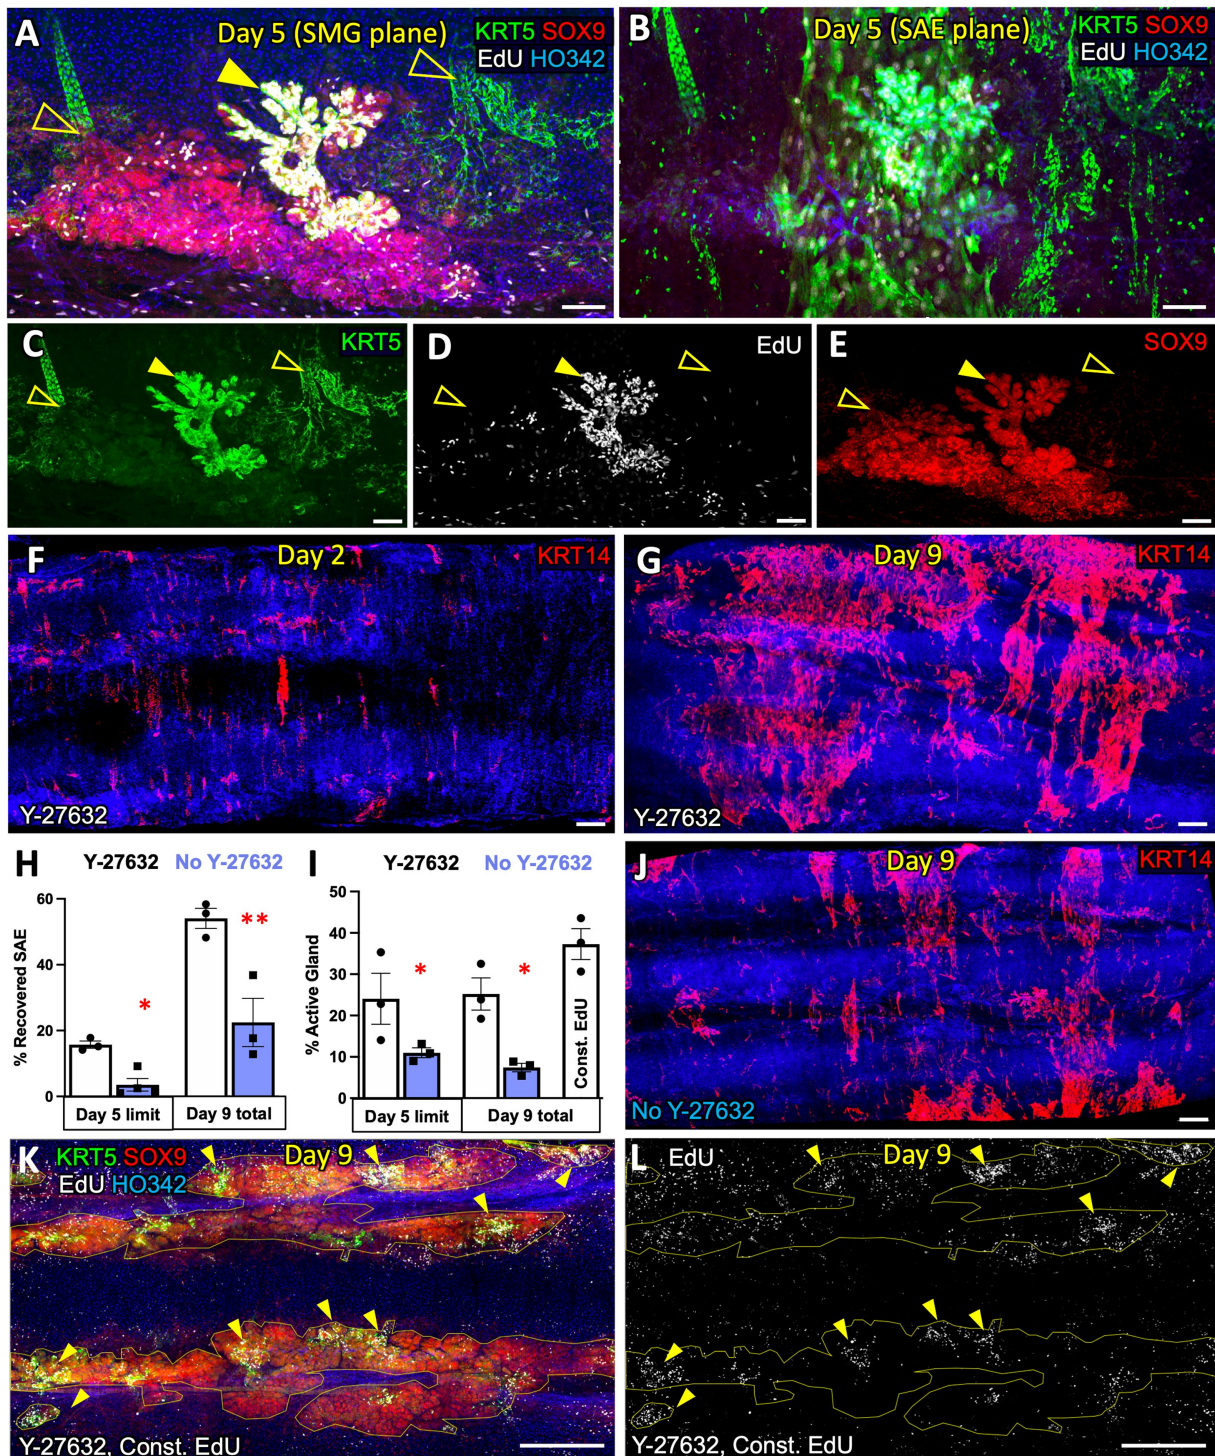 A Day 5 (SMG plane) KRT5 SOX9
EdU HO342
B Day 5 (SAE plane) KRT5 SOX9
EdU HO342
C KRT5
D EdU
E SOX9
F Day 2 KRT14
Y-27632
G Day 9 KRT14
Y-27632
H Y-27632 No Y-27632
% Recovered SAE
60
40
20
0
*
**
Day 5 limit Day 9 total
I Y-27632 No Y-27632
% Active Gland
50
40
30
20
10
0
*
*
Const. EdU
Day 5 limit Day 9 total
J Day 9 KRT14
No Y-27632
K KRT5 SOX9 Day 9
EdU HO342
Y-27632, Const. EdU
L EdU Day 9
Y-27632, Const. EdU